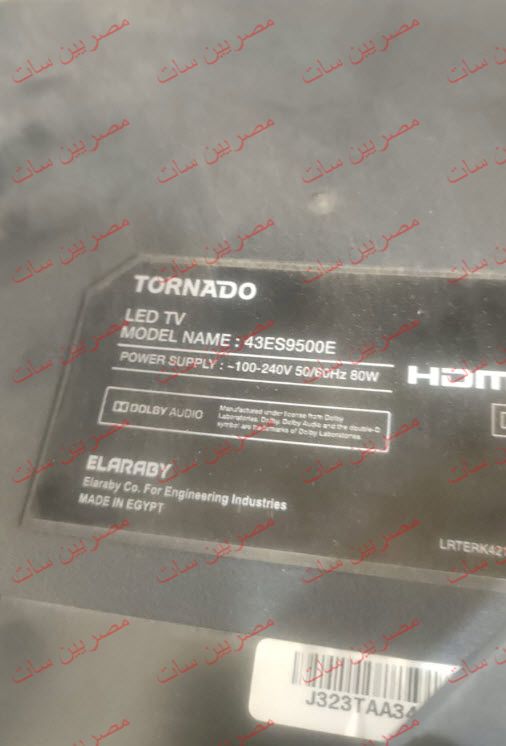 مصريين سات
TORNADO
LED TV
MODEL NAME : 43ES9500E
POWER SUPPLY : ~100-240V 50/60Hz 80W
HDMI
DOLBY AUDIO
Manufactured under license from Dolby
Laboratories. Dolby, Dolby Audio and the double-D
symbol are trademarks of Dolby Laboratories.
ELARABY
Elaraby Co. For Engineering Industries
MADE IN EGYPT
LRTERK42
J323TAA34